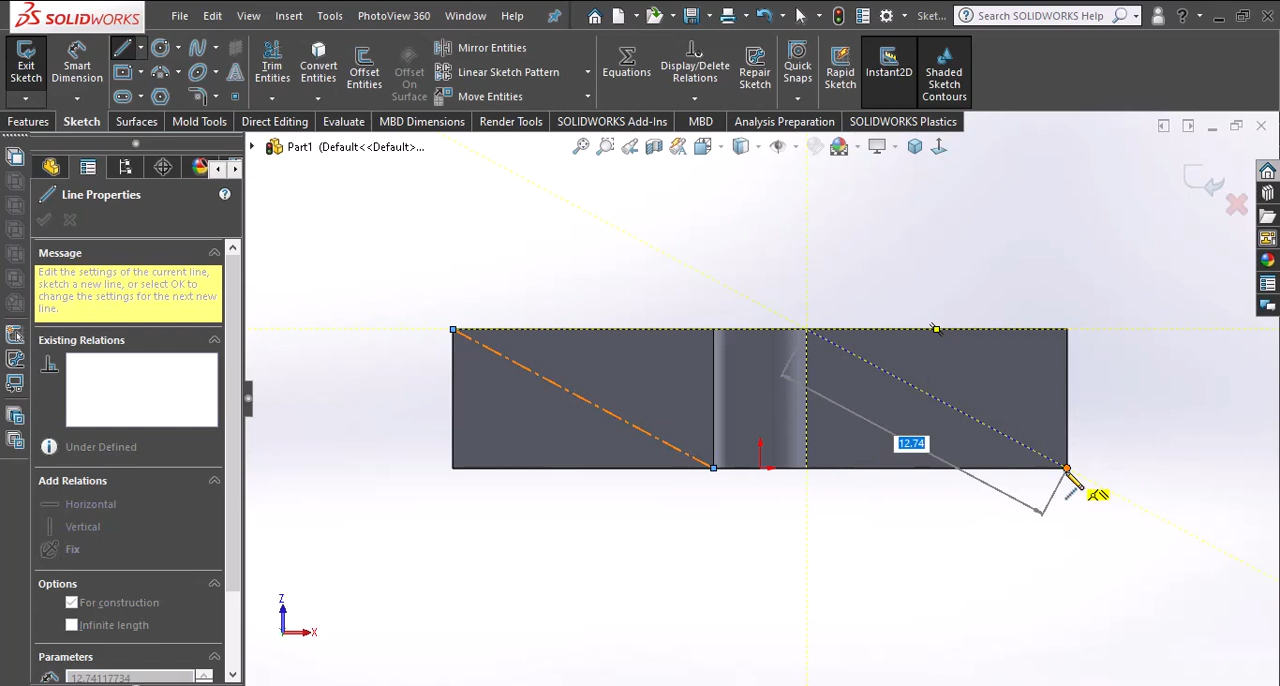 SOLIDWORKS File Edit View Insert Tools PhotoView 360 Window Help Sket... Search SOLIDWORKS Help ?
Exit Sketch Smart Dimension Trim Entities Convert Entities Offset Entities Offset On Surface Mirror Entities Linear Sketch Pattern Move Entities Equations Display/Delete Relations Repair Sketch Quick Snaps Rapid Sketch Instant2D Shaded Sketch Contours
Features Sketch Surfaces Mold Tools Direct Editing Evaluate MBD Dimensions Render Tools SOLIDWORKS Add-Ins MBD Analysis Preparation SOLIDWORKS Plastics
Part1 (Default<<Default>...
Line Properties
Message
Edit the settings of the current line,
sketch a new line, or select OK to
change the settings for the next new
line.
Existing Relations
Under Defined
Add Relations
Horizontal
Vertical
Fix
Options
For construction
Infinite length
Parameters
12.74117734
12.74
Z
X